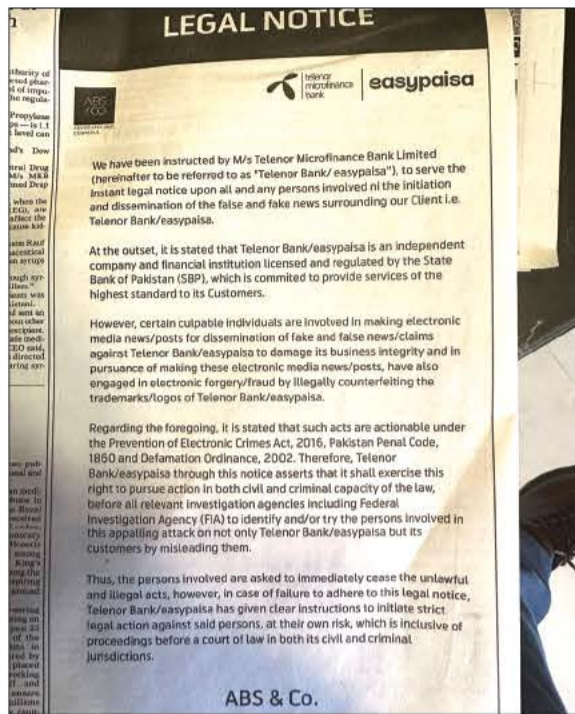 LEGAL NOTICE
telenor
microfinance
bank
easypaisa
ABS
& CO
We have been instructed by M/s Telenor Microfinance Bank Limited
(hereinafter to be referred to as "Telenor Bank/ easypaisa"), to serve the
instant legal notice upon all and any persons involved ni the initiation
and dissemination of the false and fake news surrounding our Client i.e.
Telenor Bank/easypaisa.
At the outset, it is stated that Telenor Bank/easypaisa is an independent
company and financial institution licensed and regulated by the State
Bank of Pakistan (SBP), which is commited to provide services of the
highest standard to its Customers.
However, certain culpable individuals are involved in making electronic
media news/posts for dissemination of fake and false news/claims
against Telenor Bank/easypaisa to damage its business integrity and in
pursuance of making these electronic media news/posts, have also
engaged in electronic forgery/fraud by illegally counterfeiting the
trademarks/logos of Telenor Bank/easypaisa.
Regarding the foregoing, it is stated that such acts are actionable under
the Prevention of Electronic Crimes Act, 2016, Pakistan Penal Code,
1860 and Defamation Ordinance, 2002. Therefore, Telenor
Bank/easypaisa through this notice asserts that it shall exercise this
right to pursue action in both civil and criminal capacity of the law,
before all relevant investigation agencies including Federal
Investigation Agency (FIA) to identify and/or try the persons involved in
this appalling attack on not only Telenor Bank/easypaisa but its
customers by misleading them.
Thus, the persons involved are asked to immediately cease the unlawful
and illegal acts, however, in case of failure to adhere to this legal notice,
Telenor Bank/easypaisa has given clear instructions to initiate strict
legal action against said persons, at their own risk, which is inclusive of
proceedings before a court of law in both its civil and criminal
jurisdictions.
ABS & Co.